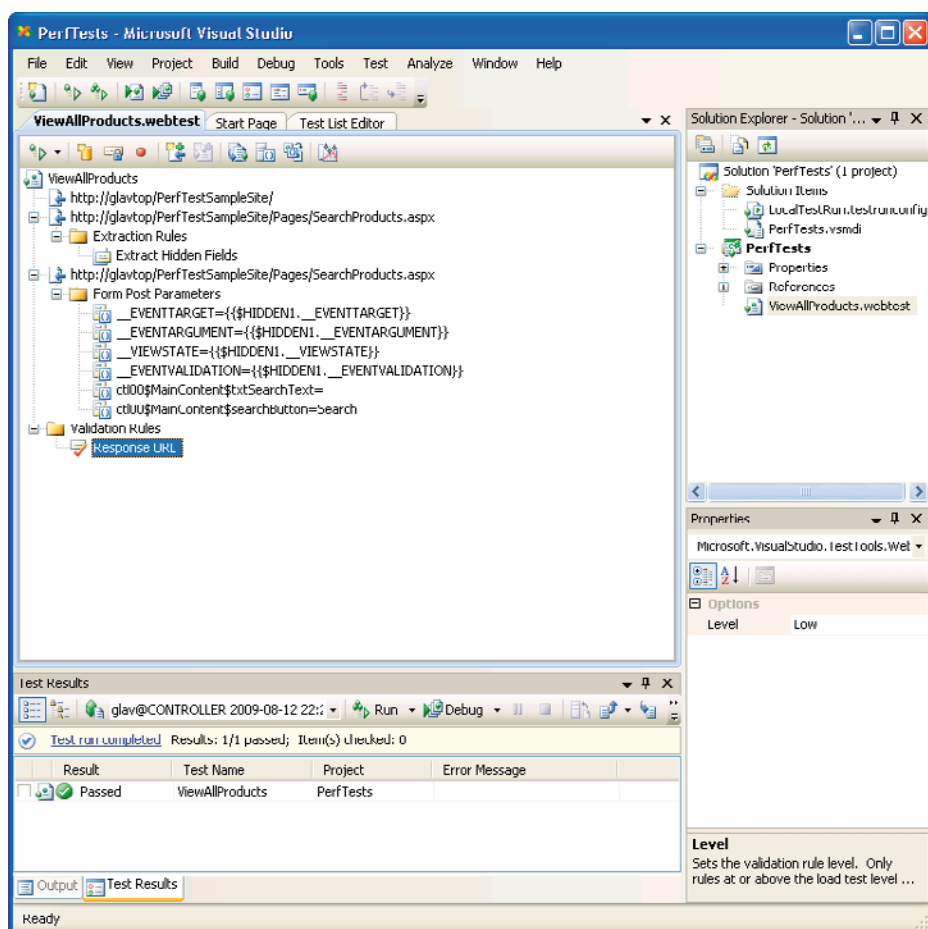 PerfTests - Microsoft Visual Studio
File Edit View Project Build Debug Tools Test Analyze Window Help
ViewAllProducts.webtest Start Page Test List Editor
ViewAllProducts
http://glavtop/PerfTestSampleSite/
http://glavtop/PerfTestSampleSite/Pages/SearchProducts.aspx
Extraction Rules
Extract Hidden Fields
http://glavtop/PerfTestSampleSite/Pages/SearchProducts.aspx
Form Post Parameters
__EVENTTARGET={{$HIDDEN1.__EVENTTARGET}}
__EVENTARGUMENT={{$HIDDEN1.__EVENTARGUMENT}}
__VIEWSTATE={{$HIDDEN1.__VIEWSTATE}}
__EVENTVALIDATION={{$HIDDEN1.__EVENTVALIDATION}}
ctl00$MainContent$txtSearchText=
ctl00$MainContent$searchButton=Search
Validation Rules
Response URL
Solution Explorer - Solution '...
Solution 'PerfTests' (1 project)
Solution Items
LocalTestRun.testrunconfig
PerfTests.vsmdi
PerfTests
Properties
References
ViewAllProducts.webtest
Properties
Microsoft.VisualStudio.TestTools.Wet
Options
Level Low
Level
Sets the validation rule level. Only
rules at or above the load test level ...
Test Results
glav@CONTROLLER 2009-08-12 22:2 Run Debug
Test run completed Results: 1/1 passed; Item(s) checked: 0
Result Test Name Project Error Message
Passed ViewAllProducts PerfTests
Output Test Results
Ready